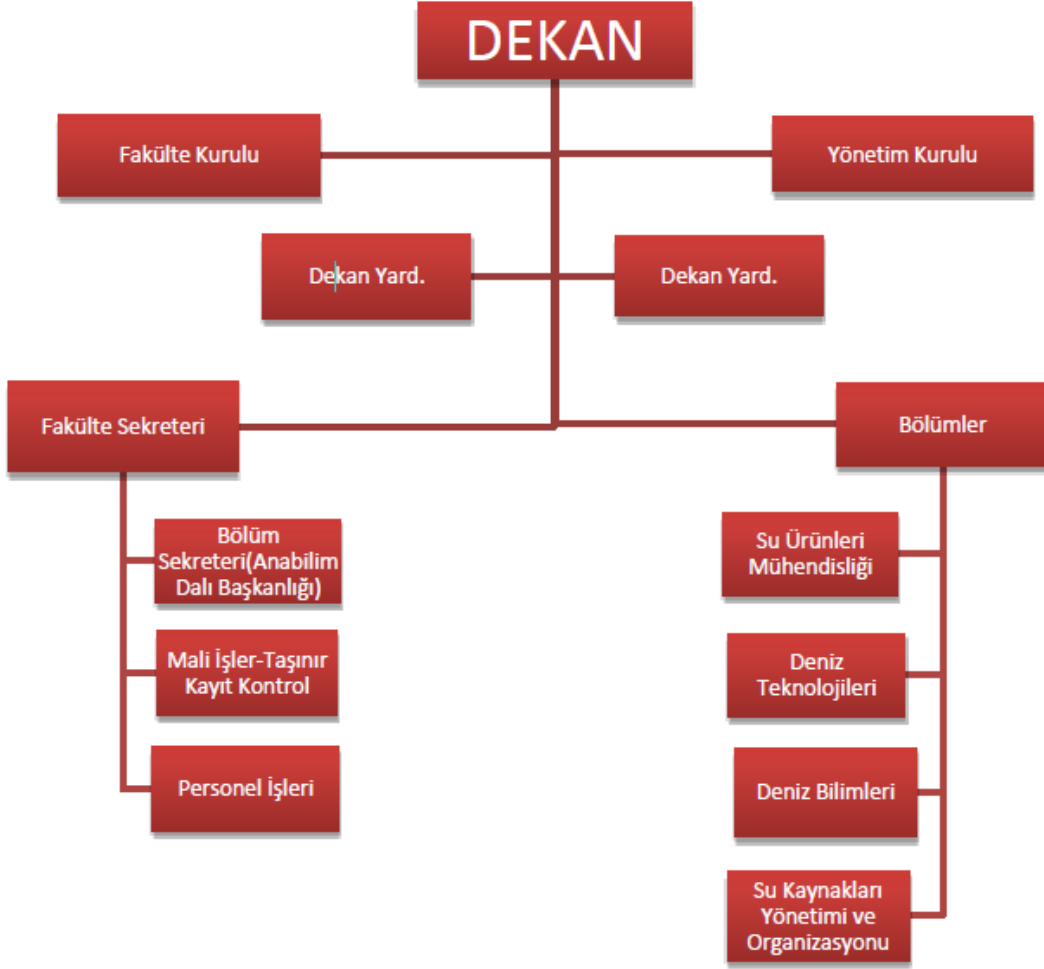 DEKAN
Fakülte Kurulu
Yönetim Kurulu
Dekan Yard.
Dekan Yard.
Fakülte Sekreteri
Bölüm
Sekreteri(Anabilim
Dalı Başkanlığı)
Mali İşler-Taşınır
Kayıt Kontrol
Personel İşleri
Bölümler
Su Ürünleri
Mühendisliği
Deniz
Teknolojileri
Deniz Bilimleri
Su Kaynakları
Yönetimi ve
Organizasyonu